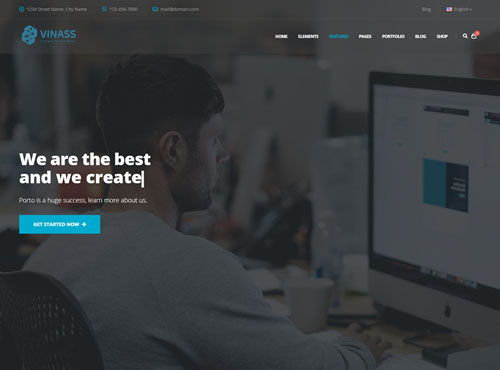 1234 Street Name, City Name
123-456-7890
mail@domain.com
Blog
English
VINASS
HOME
ELEMENTS
FEATURES
PAGES
PORTFOLIO
BLOG
SHOP
We are the best
and we create
Porto is a huge success, learn more about us.
GET STARTED NOW